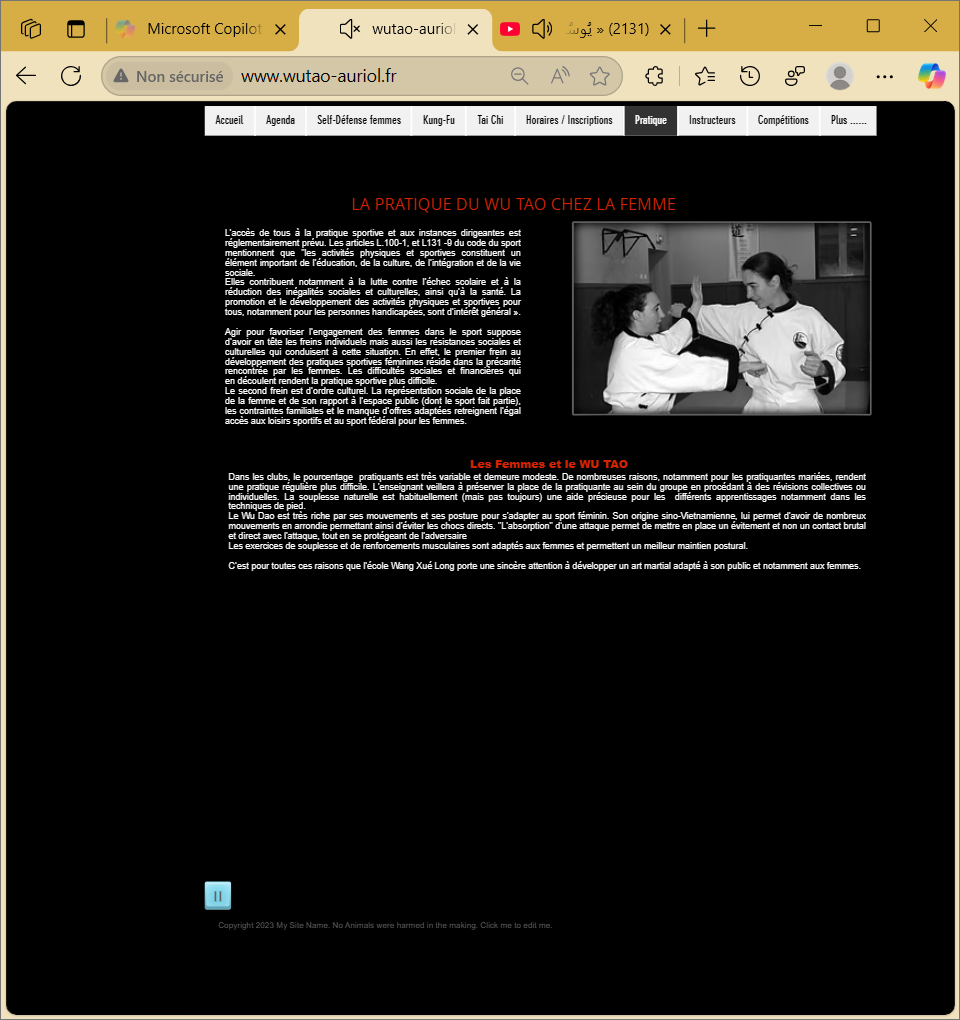 Microsoft Copilot
wutao-auriol
(2131) » يُوسُ
Non sécurisé
www.wutao-auriol.fr
Accueil
Agenda
Self-Défense femmes
Kung-Fu
Tai Chi
Horaires / Inscriptions
Pratique
Instructeurs
Compétitions
Plus ......
LA PRATIQUE DU WU TAO CHEZ LA FEMME
L'accès de tous à la pratique sportive et aux instances dirigeantes est
réglementairement prévu. Les articles L.100-1, et L131 -9 du code du sport
mentionnent que "les activités physiques et sportives constituent un
élément important de l'éducation, de la culture, de l'intégration et de la vie
sociale.
Elles contribuent notamment à la lutte contre l'échec scolaire et à la
réduction des inégalités sociales et culturelles, ainsi qu'à la santé. La
promotion et le développement des activités physiques et sportives pour
tous, notamment pour les personnes handicapées, sont d'intérêt général ».
Agir pour favoriser l'engagement des femmes dans le sport suppose
d'avoir en tête les freins individuels mais aussi les résistances sociales et
culturelles qui conduisent à cette situation. En effet, le premier frein au
développement des pratiques sportives féminines réside dans la précarité
rencontrée par les femmes. Les difficultés sociales et financières qui
en découlent rendent la pratique sportive plus difficile.
Le second frein est d'ordre culturel. La représentation sociale de la place
de la femme et de son rapport à l'espace public (dont le sport fait partie),
les contraintes familiales et le manque d'offres adaptées retreignent l'égal
accès aux loisirs sportifs et au sport fédéral pour les femmes.
Les Femmes et le WU TAO
Dans les clubs, le pourcentage pratiquants est très variable et demeure modeste. De nombreuses raisons, notamment pour les pratiquantes mariées, rendent
une pratique régulière plus difficile. L'enseignant veillera à préserver la place de la pratiquante au sein du groupe en procédant à des révisions collectives ou
individuelles. La souplesse naturelle est habituellement (mais pas toujours) une aide précieuse pour les différents apprentissages notamment dans les
techniques de pied.
Le Wu Dao est très riche par ses mouvements et ses posture pour s'adapter au sport féminin. Son origine sino-Vietnamienne, lui permet d'avoir de nombreux
mouvements en arrondie permettant ainsi d'éviter les chocs directs. "L'absorption" d'une attaque permet de mettre en place un évitement et non un contact brutal
et direct avec l'attaque, tout en se protégeant de l'adversaire
Les exercices de souplesse et de renforcements musculaires sont adaptés aux femmes et permettent un meilleur maintien postural.
C'est pour toutes ces raisons que l'école Wang Xué Long porte une sincère attention à développer un art martial adapté à son public et notamment aux femmes.
Copyright 2023 My Site Name. No Animals were harmed in the making. Click me to edit me.